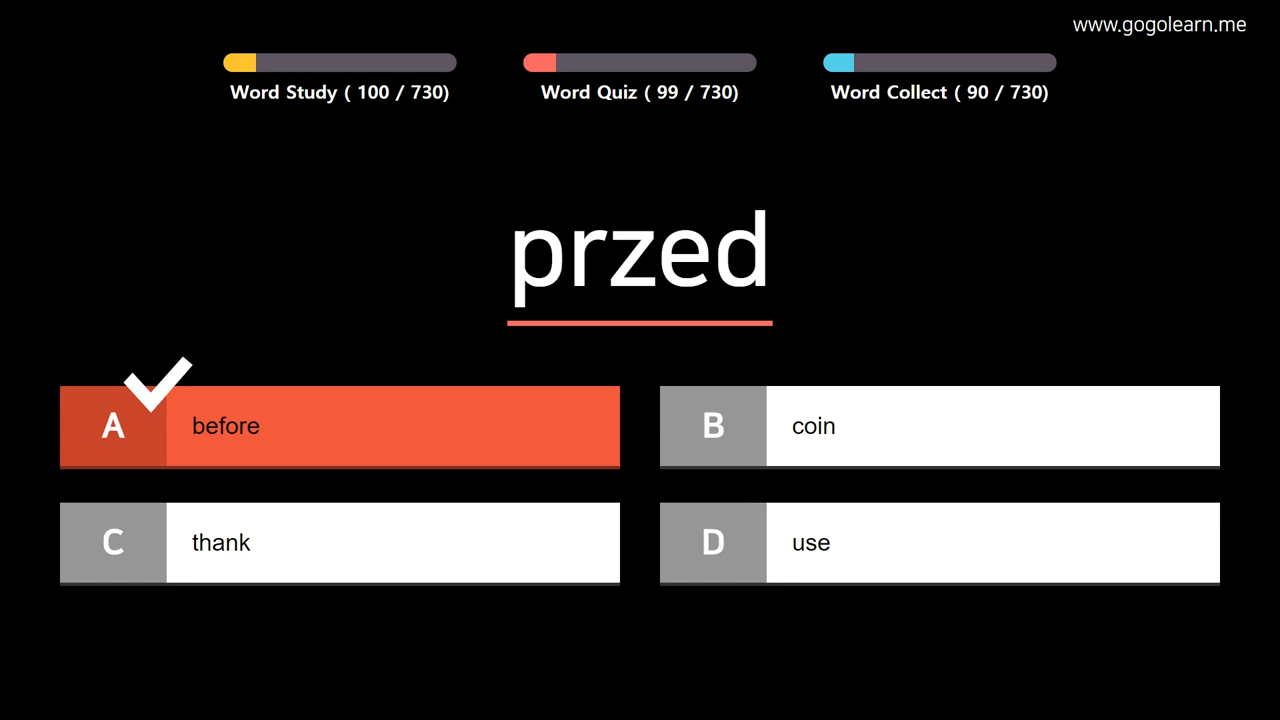 www.gogolearn.me
Word Study ( 100 / 730)
Word Quiz ( 99 / 730)
Word Collect ( 90 / 730)
przed
A before
B coin
C thank
D use